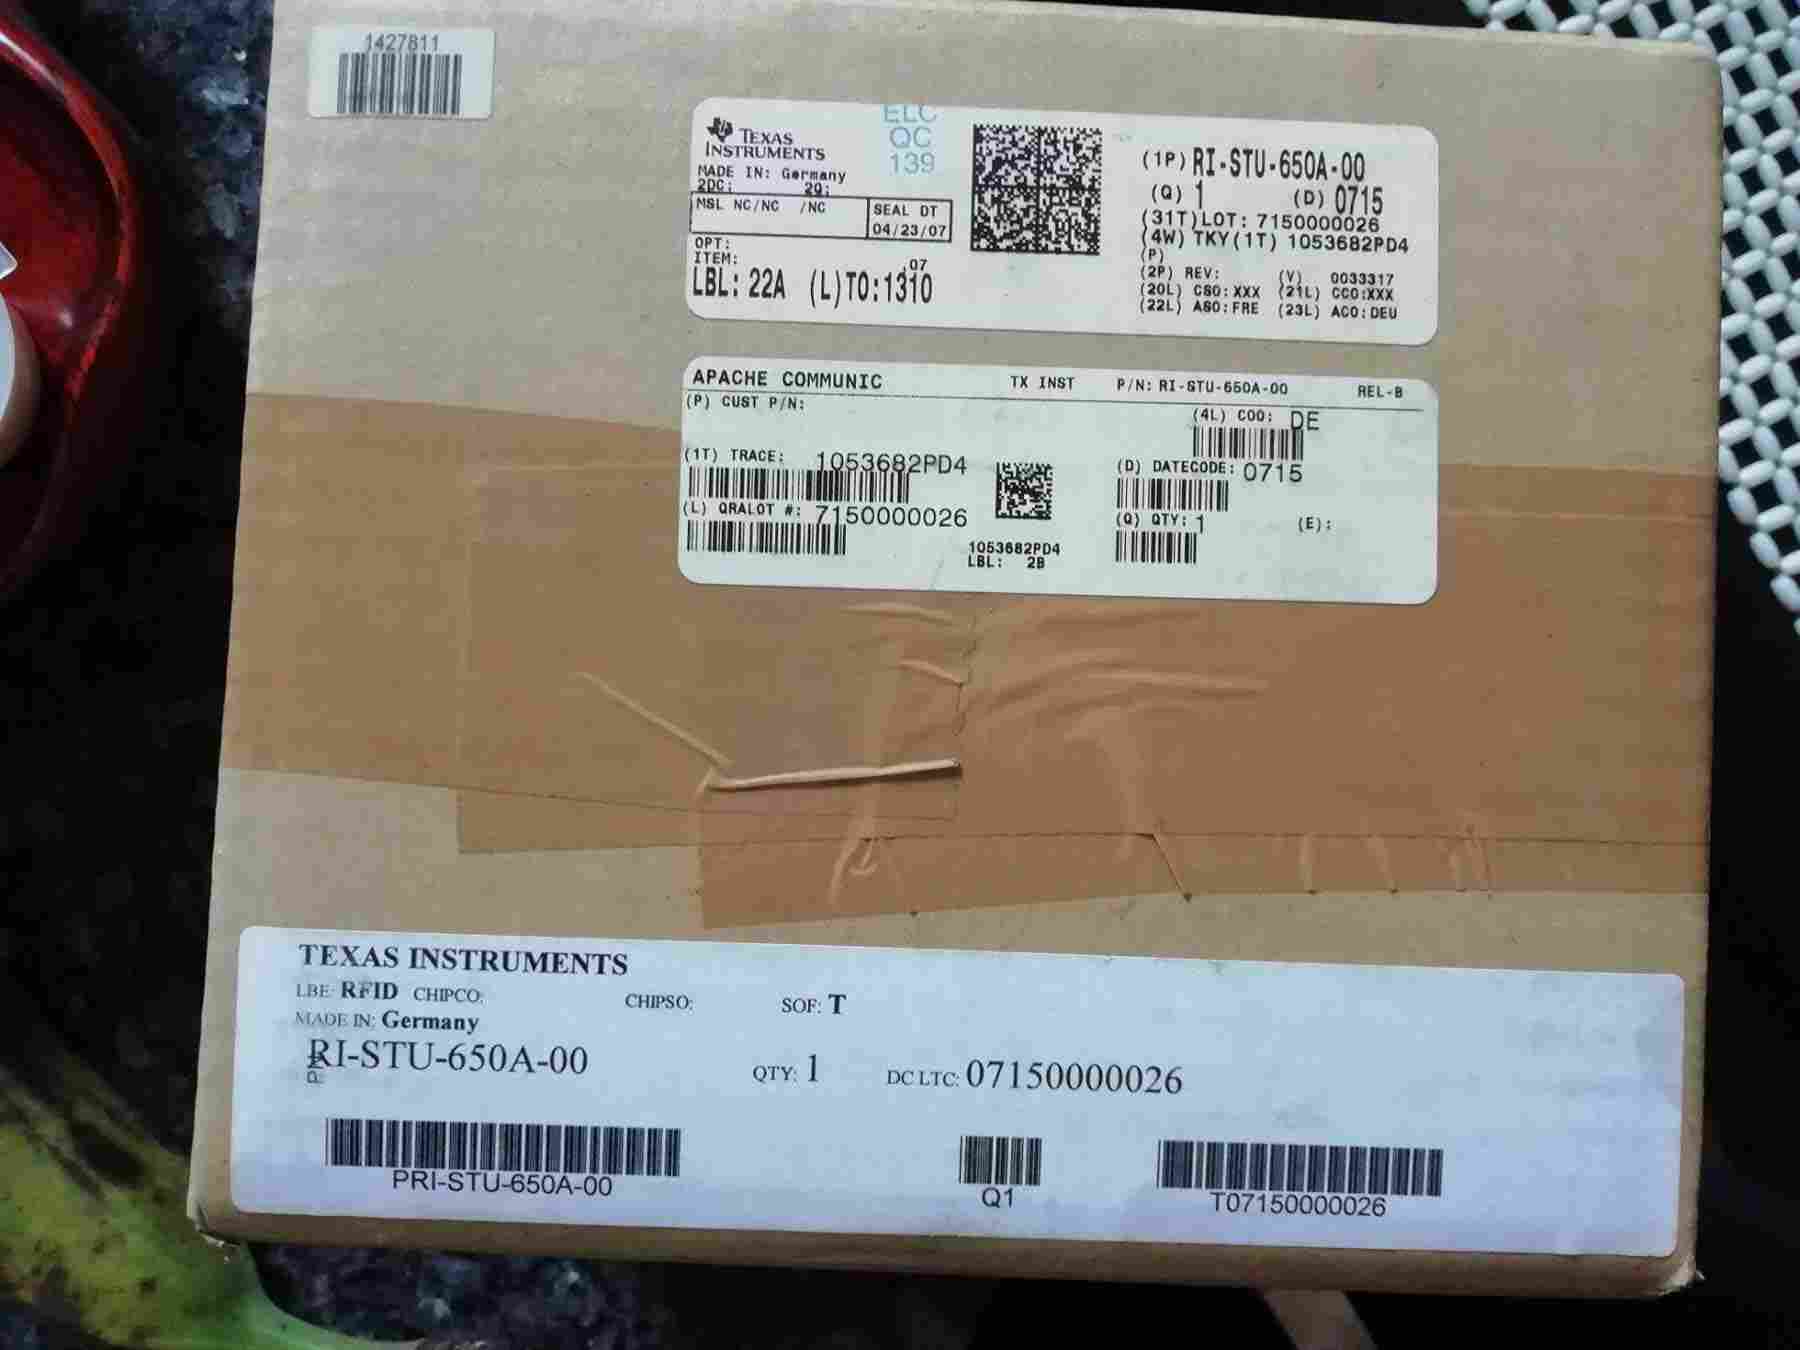 1427811
ELC
QC
139
TEXAS
INSTRUMENTS
MADE IN: Germany
2DC: 2Q:
MSL NC/NC /NC
SEAL DT
04/23/07
OPT:
ITEM:
.07
LBL: 22A (L)TO:1310
(1P) RI-STU-650A-00
(Q) 1 (D) 0715
(31T)LOT: 7150000026
(4W) TKY(1T) 1053682PD4
(P)
(2P) REV: (V) 0033317
(20L) CSO:XXX (21L) CCO:XXX
(22L) ASO:FRE (23L) ACO:DEU
APACHE COMMUNIC TX INST P/N: RI-STU-650A-00 REL-B
(P) CUST P/N:
(4L) COO: DE
(1T) TRACE: 1053682PD4
(D) DATECODE: 0715
(L) QRALOT #: 7150000026
(Q) QTY: 1 (E):
1053682PD4
LBL: 2B
TEXAS INSTRUMENTS
LBE: RFID CHIPCO: CHIPSO: SOF: T
MADE IN: Germany
RI-STU-650A-00 QTY: 1 DC LTC: 07150000026
PRI-STU-650A-00 Q1 T07150000026